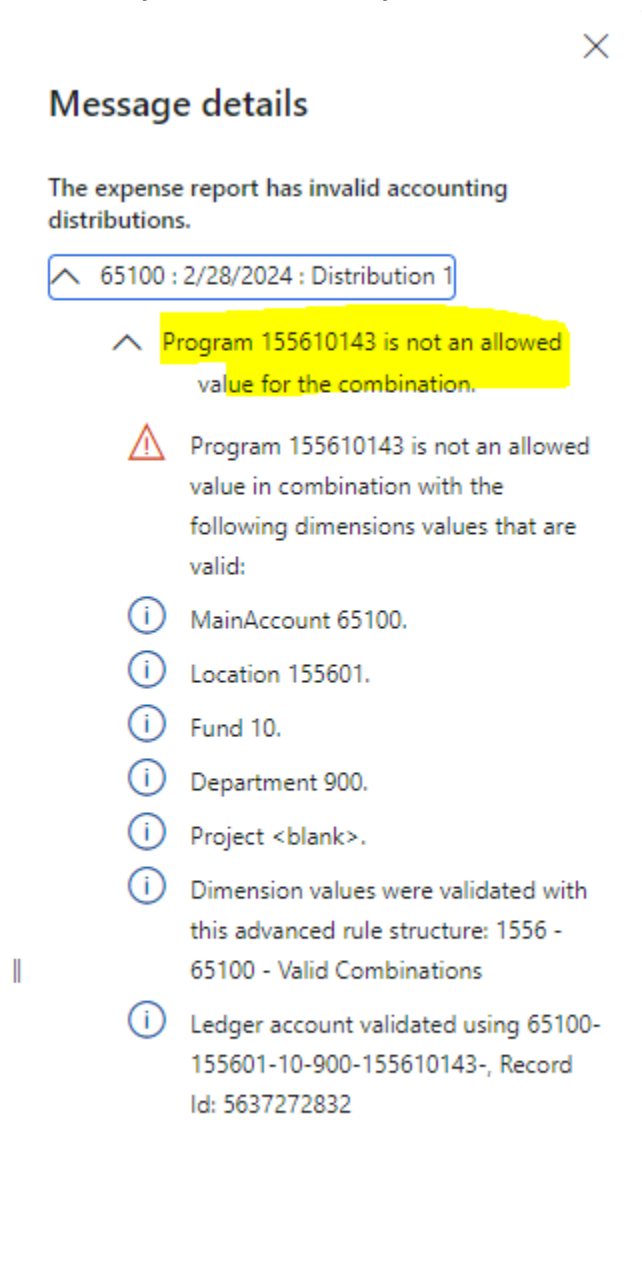 Message details
The expense report has invalid accounting
distributions.
65100 : 2/28/2024 : Distribution 1
Program 155610143 is not an allowed
value for the combination.
Program 155610143 is not an allowed
value in combination with the
following dimensions values that are
valid:
MainAccount 65100.
Location 155601.
Fund 10.
Department 900.
Project <blank>.
Dimension values were validated with
this advanced rule structure: 1556 -
65100 - Valid Combinations
Ledger account validated using 65100-
155601-10-900-155610143-, Record
Id: 5637272832